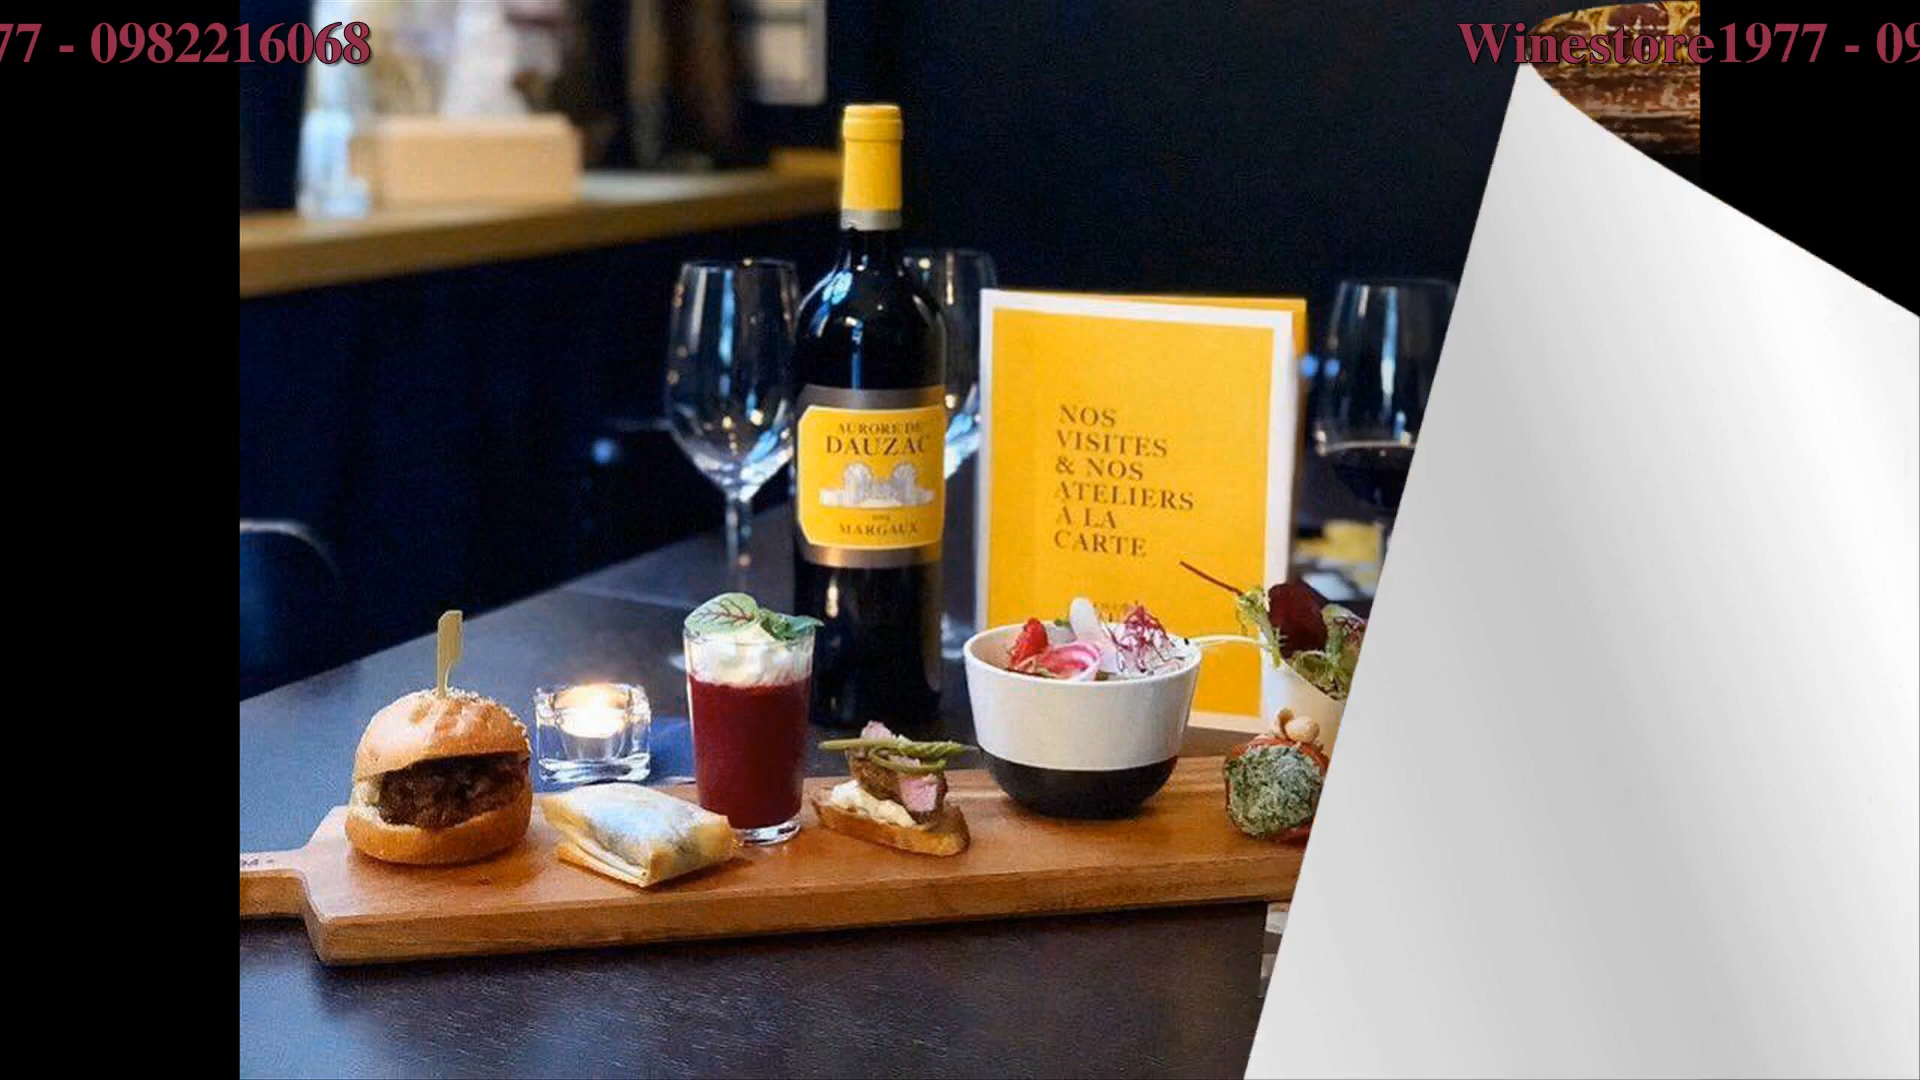 77 - 0982216068
Winestore1977 - 09
AURORE DE
DAUZAC
MARGAUX
NOS
VISITES
& NOS
ATELIERS
À LA
CARTE